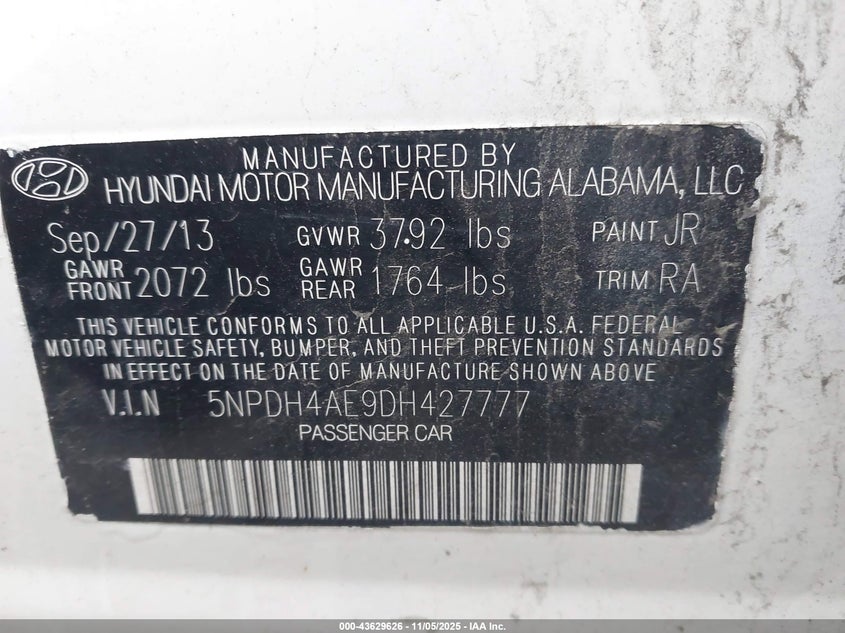 MANUFACTURED BY
HYUNDAI MOTOR MANUFACTURING ALABAMA, LLC
Sep/27/13 GVWR 3792 lbs PAINT JR
GAWR FRONT 2072 lbs GAWR REAR 1764 lbs TRIM RA
THIS VEHICLE CONFORMS TO ALL APPLICABLE U.S.A. FEDERAL
MOTOR VEHICLE SAFETY, BUMPER, AND THEFT PREVENTION STANDARDS
IN EFFECT ON THE DATE OF MANUFACTURE SHOWN ABOVE
V.I.N 5NPDH4AE9DH427777
PASSENGER CAR
000-43629626 - 11/05/2025 - IAA Inc.